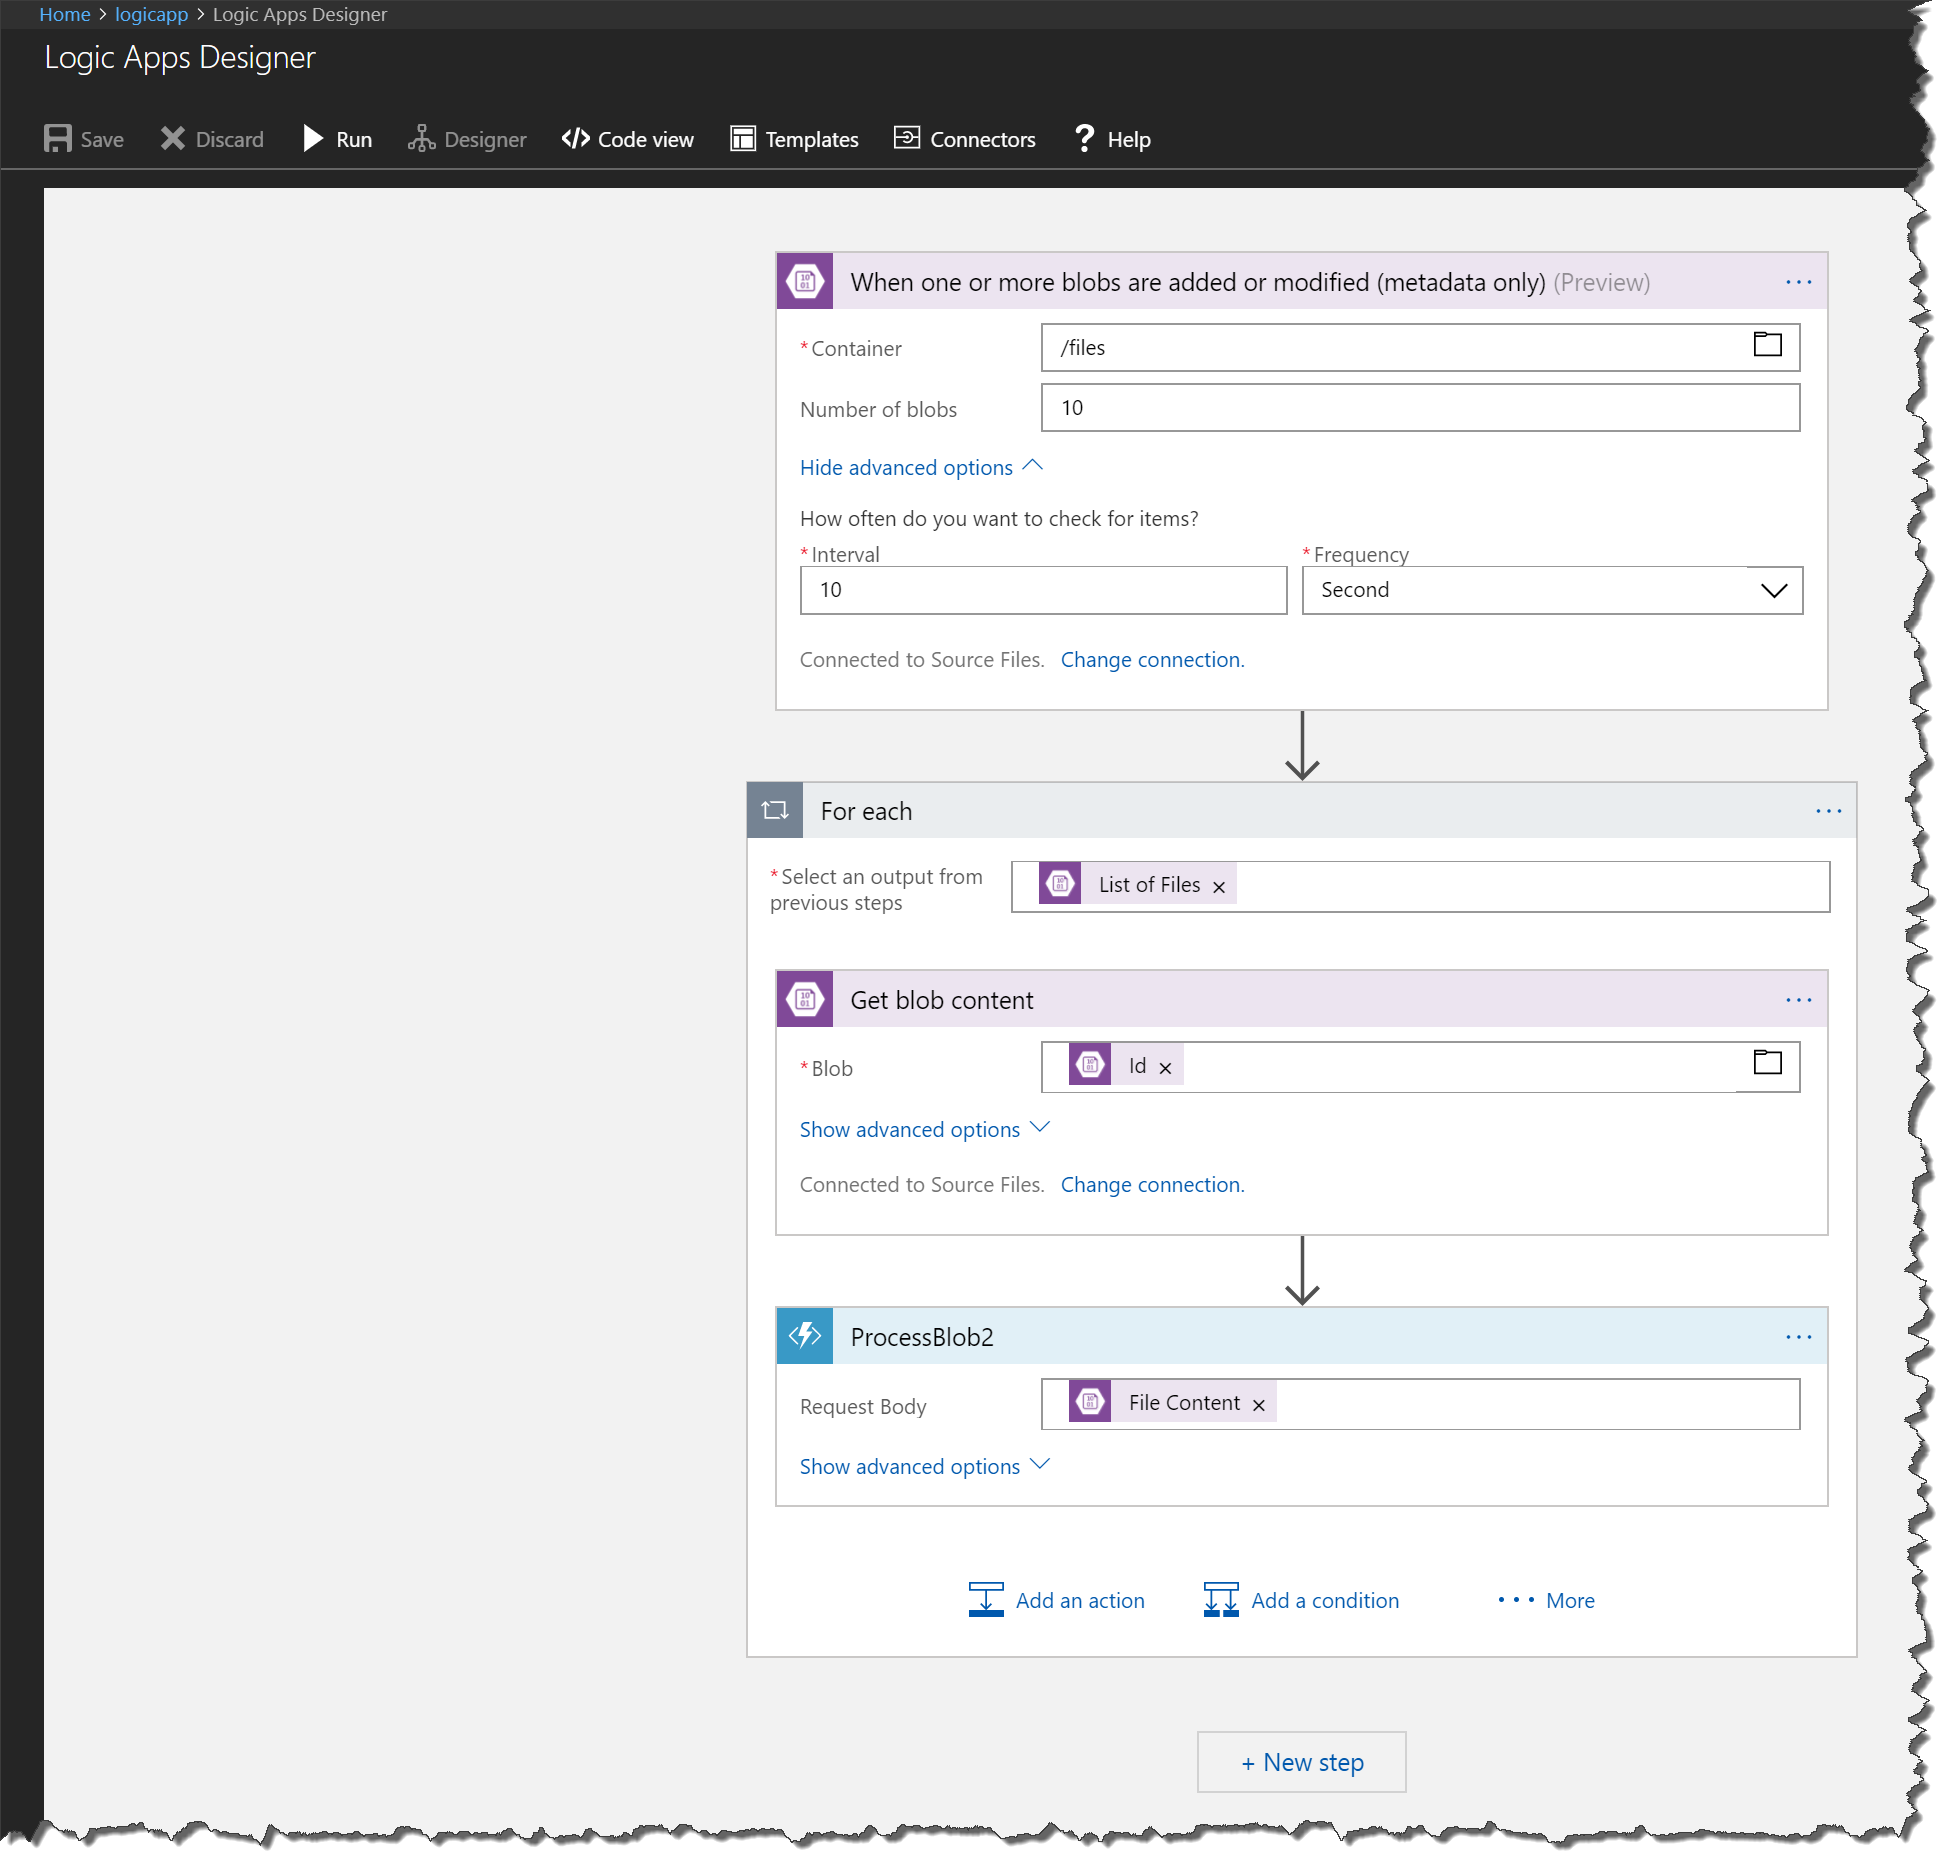 Home > logicapp > Logic Apps Designer
Logic Apps Designer
Save Discard Run Designer Code view Templates Connectors ? Help
When one or more blobs are added or modified (metadata only) (Preview) ...
* Container /files
Number of blobs 10
Hide advanced options
How often do you want to check for items?
* Interval * Frequency
10 Second
Connected to Source Files. Change connection.
For each ...
* Select an output from
previous steps
List of Files ×
Get blob content ...
* Blob Id ×
Show advanced options
Connected to Source Files. Change connection.
ProcessBlob2 ...
Request Body File Content ×
Show advanced options
Add an action Add a condition ... More
+ New step